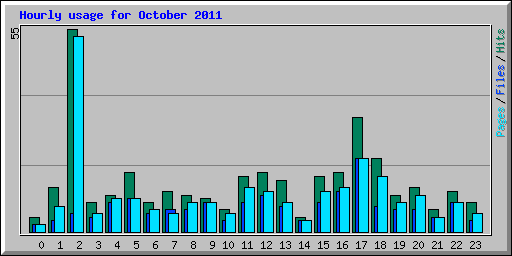 Hourly usage for October 2011
55
Pages/Files/Hits
0 1 2 3 4 5 6 7 8 9 10 11 12 13 14 15 16 17 18 19 20 21 22 23